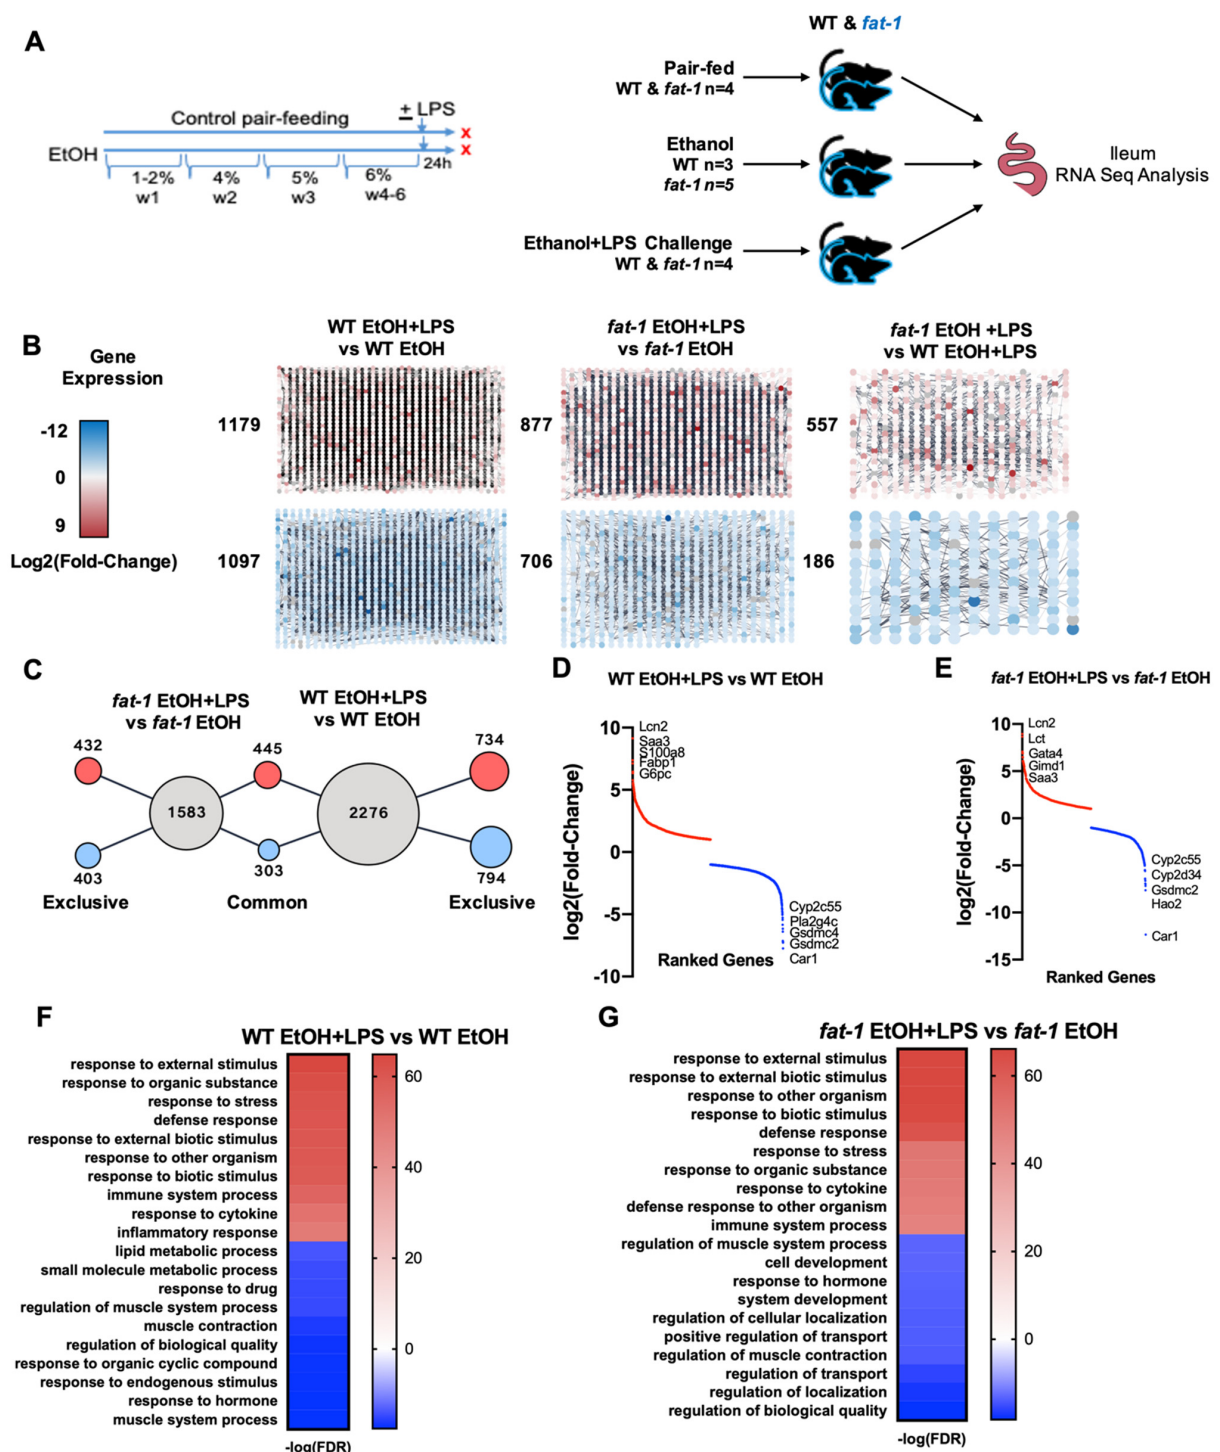 A
Control pair-feeding
± LPS
x
EtOH
x
24h
1-2%
4%
5%
6%
w1
w2
w3
w4-6
WT & fat-1
Pair-fed
WT & fat-1 n=4
Ethanol
WT n=3
fat-1 n=5
Ethanol+LPS Challenge
WT & fat-1 n=4
Ileum
RNA Seq Analysis
B
Gene
Expression
-12
0
9
Log2(Fold-Change)
WT EtOH+LPS
vs WT EtOH
fat-1 EtOH+LPS
vs fat-1 EtOH
fat-1 EtOH +LPS
vs WT EtOH+LPS
1179
877
557
1097
706
186
C
fat-1 EtOH+LPS
vs fat-1 EtOH
WT EtOH+LPS
vs WT EtOH
432
445
734
1583
2276
403
303
794
Exclusive
Common
Exclusive
D
WT EtOH+LPS vs WT EtOH
log2(Fold-Change)
10
5
0
-5
-10
Lcn2
Saa3
S100a8
Fabp1
G6pc
Cyp2c55
Pla2g4c
Gsdmc4
Gsdmc2
Car1
Ranked Genes
E
fat-1 EtOH+LPS vs fat-1 EtOH
log2(Fold-Change)
10
5
0
-5
-10
-15
Lcn2
Lct
Gata4
Gimd1
Saa3
Cyp2c55
Cyp2d34
Gsdmc2
Hao2
Car1
Ranked Genes
F
WT EtOH+LPS vs WT EtOH
response to external stimulus
response to organic substance
response to stress
defense response
response to external biotic stimulus
response to other organism
response to biotic stimulus
immune system process
response to cytokine
inflammatory response
lipid metabolic process
small molecule metabolic process
response to drug
regulation of muscle system process
muscle contraction
regulation of biological quality
response to organic cyclic compound
response to endogenous stimulus
response to hormone
muscle system process
60
40
20
0
-log(FDR)
G
fat-1 EtOH+LPS vs fat-1 EtOH
response to external stimulus
response to external biotic stimulus
response to other organism
response to biotic stimulus
defense response
response to stress
response to organic substance
response to cytokine
defense response to other organism
immune system process
regulation of muscle system process
cell development
response to hormone
system development
regulation of cellular localization
positive regulation of transport
regulation of muscle contraction
regulation of transport
regulation of localization
regulation of biological quality
60
40
20
0
-log(FDR)